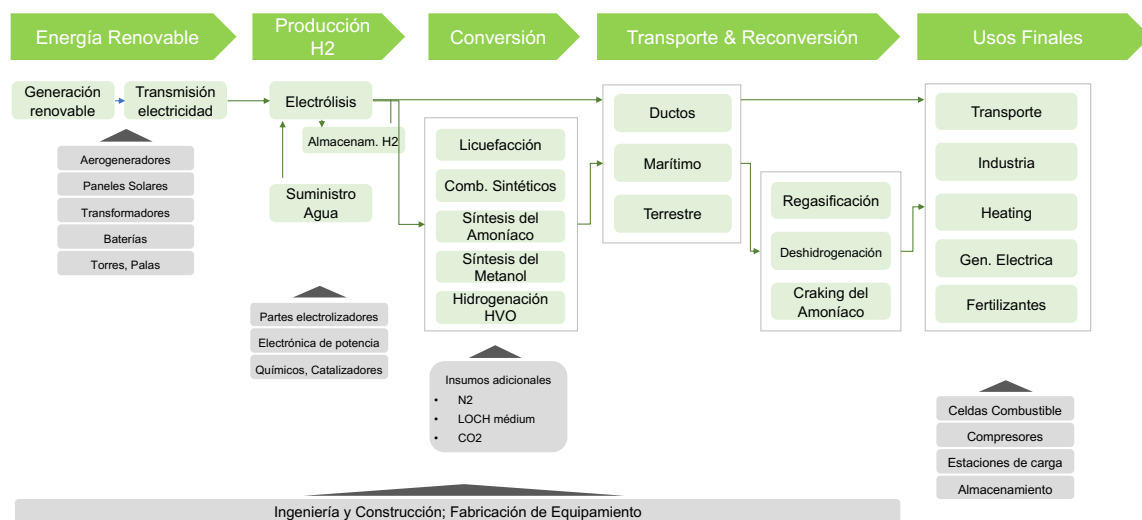 Energía Renovable
Producción
H2
Conversión
Transporte & Reconversión
Usos Finales
Generación
renovable
Transmisión
electricidad
Electrólisis
Almacenam. H2
Suministro
Agua
Aerogeneradores
Paneles Solares
Transformadores
Baterías
Torres, Palas
Partes electrolizadores
Electrónica de potencia
Químicos, Catalizadores
Licuefacción
Comb. Sintéticos
Síntesis del
Amoníaco
Síntesis del
Metanol
Hidrogenación
HVO
Insumos adicionales
• N2
• LOCH médium
• CO2
Ductos
Marítimo
Terrestre
Regasificación
Deshidrogenación
Craking del
Amoníaco
Transporte
Industria
Heating
Gen. Electrica
Fertilizantes
Celdas Combustible
Compresores
Estaciones de carga
Almacenamiento
Ingeniería y Construcción; Fabricación de Equipamiento